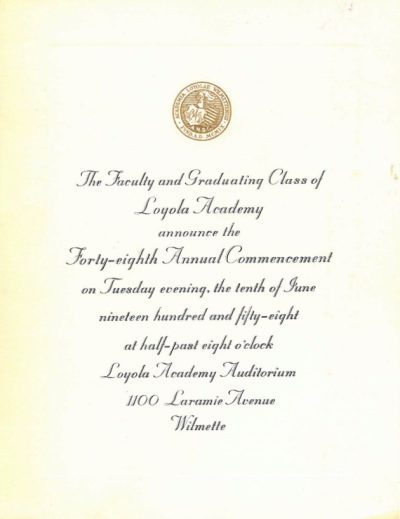 The Faculty and Graduating Class of
Loyola Academy
announce the
Forty-eighth Annual Commencement
on Tuesday evening, the tenth of June
nineteen hundred and fifty-eight
at half-past eight o'clock
Loyola Academy Auditorium
1100 Laramie Avenue
Wilmette